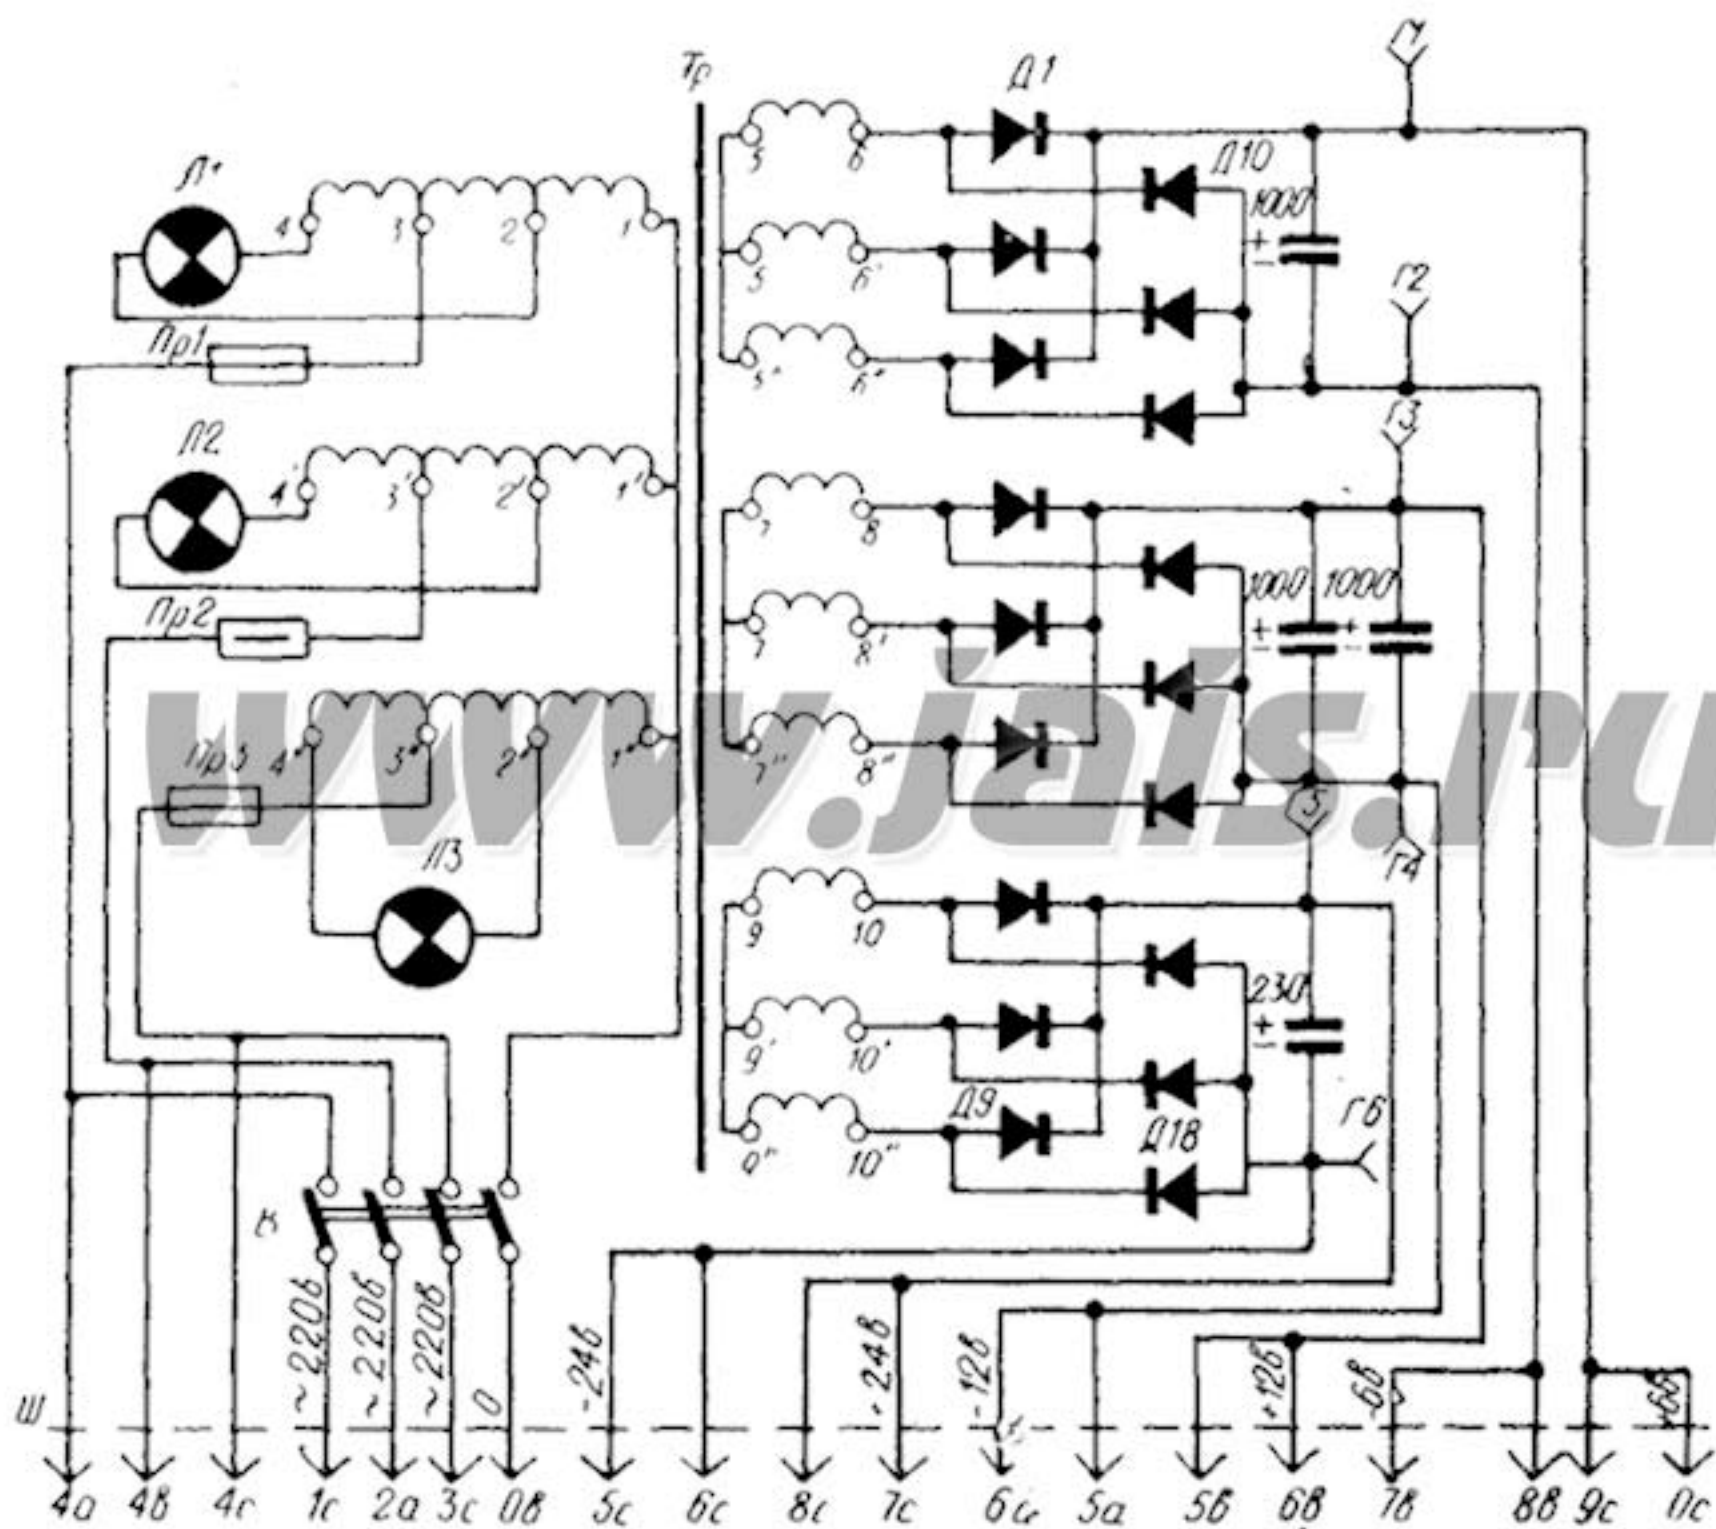 Тр
Д1
Г1
Л1
4 3 2 1
5 6
Д10
1000
+
−
5' 6'
Г2
Пр1
5" 6"
Г3
Л2
4' 3' 2' 1'
7 8
1000 1000
+
−
+
−
Пр2
7' 8'
www.jais.ru
Пр3
4" 3" 2" 1"
7" 8"
Г5
Г4
Л3
9 10
230
+
−
9' 10'
Д9
Д18
Г6
9" 10"
В
~220в ~220в ~220в 0 -24в +24в -12в +12в -6в +6в
Ш
4а 4в 4с 1с 2а 3с 0в 5с 6с 8с 7с 6а 5а 5в 6в 7в 8в 9с 0с